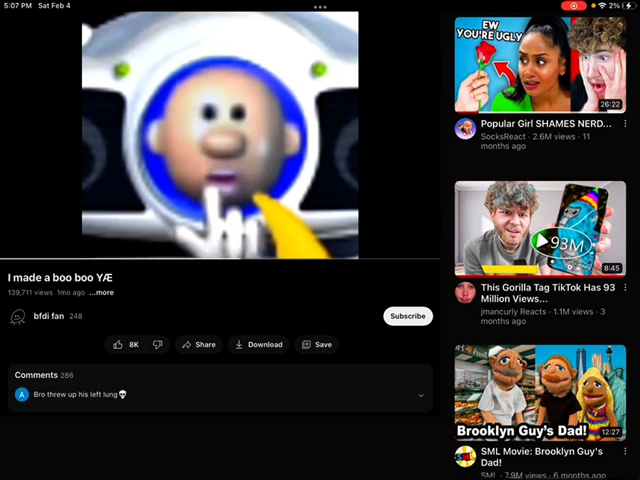 5:07 PM Sat Feb 4
2%
I made a boo boo YÆ
139,711 views 1mo ago ...more
bfdi fan 248
Subscribe
8K
Share
Download
Save
Comments 286
A
Bro threw up his left lung💀
EW
YOU'RE UGLY
26:22
Popular Girl SHAMES NERD...
SocksReact · 2.6M views · 11
months ago
93M
8:45
This Gorilla Tag TikTok Has 93
Million Views...
jmancurly Reacts · 1.1M views · 3
months ago
Brooklyn Guy's Dad!
12:27
SML Movie: Brooklyn Guy's
Dad!
SML · 7.9M views · 6 months ago